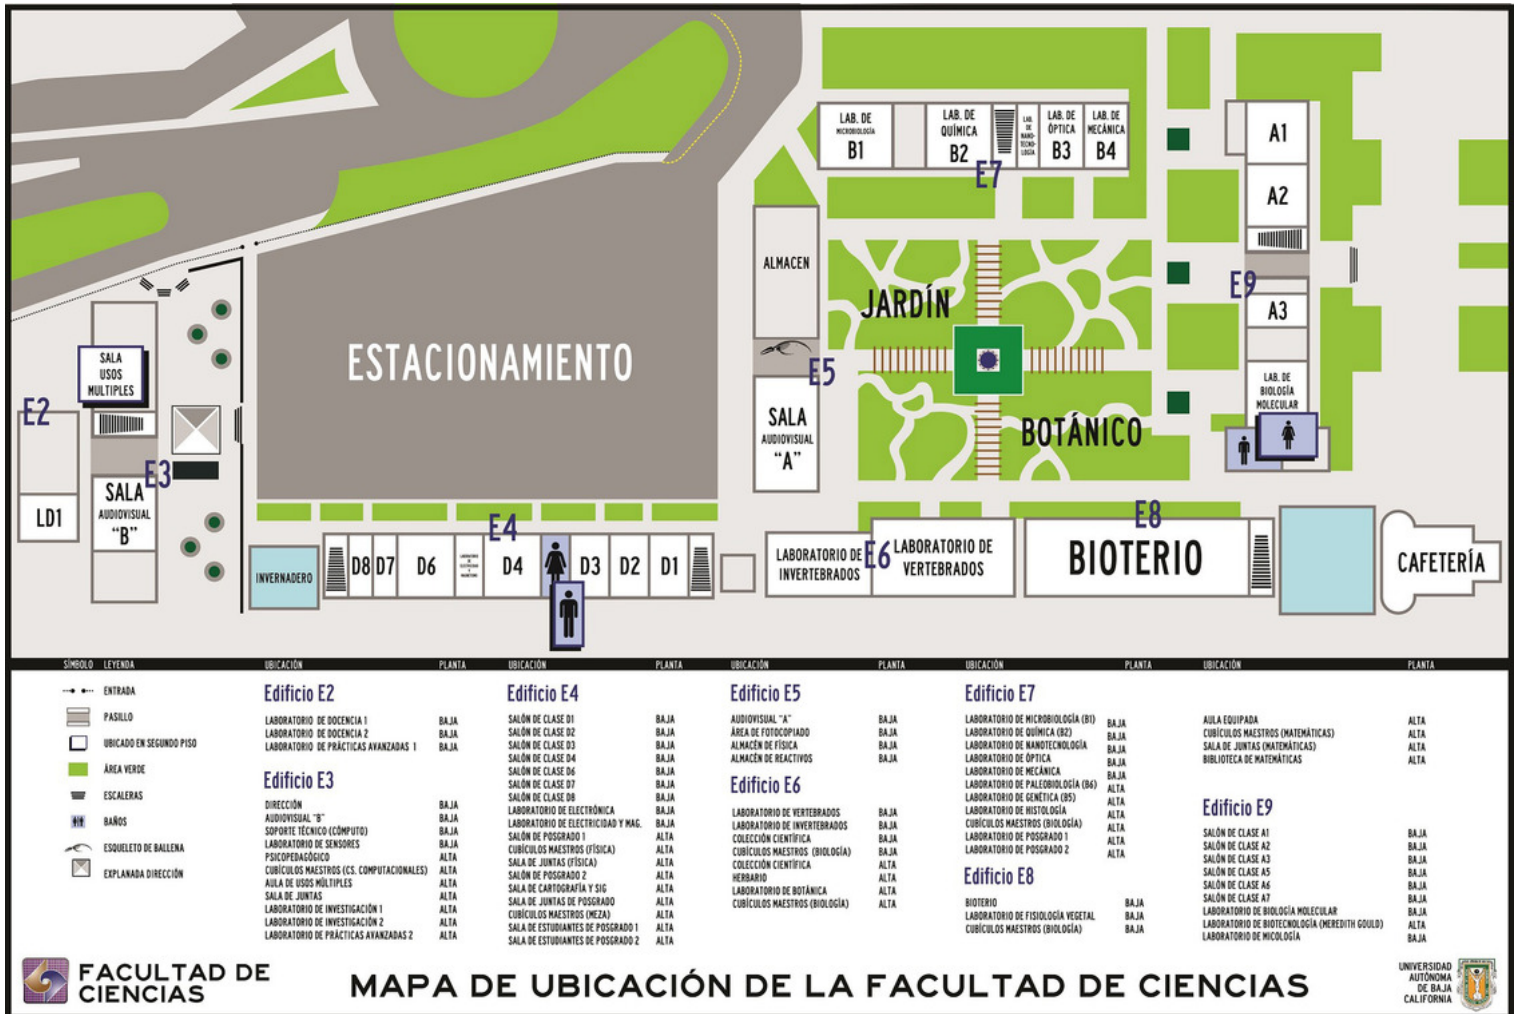 LAB. DE
MICROBIOLOGÍA
B1
LAB. DE
QUÍMICA
B2
LAB.
DE
NANO-
TECNO-
LOGÍA
LAB. DE
ÓPTICA
B3
LAB. DE
MECÁNICA
B4
E7
A1
A2
E9
A3
LAB. DE
BIOLOGÍA
MOLECULAR
ALMACEN
E5
SALA
AUDIOVISUAL
"A"
JARDÍN
BOTÁNICO
ESTACIONAMIENTO
SALA
USOS
MULTIPLES
E2
E3
LD1
SALA
AUDIOVISUAL
"B"
E4
INVERNADERO
D8
D7
D6
D4
D3
D2
D1
LABORATORIO DE
INVERTEBRADOS
E6
LABORATORIO DE
VERTEBRADOS
E8
BIOTERIO
CAFETERÍA
SÍMBOLO LEYENDA UBICACIÓN PLANTA UBICACIÓN PLANTA UBICACIÓN PLANTA UBICACIÓN PLANTA UBICACIÓN PLANTA
ENTRADA
PASILLO
UBICADO EN SEGUNDO PISO
ÁREA VERDE
ESCALERAS
BAÑOS
ESQUELETO DE BALLENA
EXPLANADA DIRECCIÓN
Edificio E2
LABORATORIO DE DOCENCIA 1 BAJA
LABORATORIO DE DOCENCIA 2 BAJA
LABORATORIO DE PRÁCTICAS AVANZADAS 1 BAJA
Edificio E3
DIRECCIÓN BAJA
AUDIOVISUAL "B" BAJA
SOPORTE TÉCNICO (CÓMPUTO) BAJA
LABORATORIO DE SENSORES BAJA
PSICOPEDAGÓGICO ALTA
CUBÍCULOS MAESTROS (CS. COMPUTACIONALES) ALTA
AULA DE USOS MÚLTIPLES ALTA
SALA DE JUNTAS ALTA
LABORATORIO DE INVESTIGACIÓN 1 ALTA
LABORATORIO DE INVESTIGACIÓN 2 ALTA
LABORATORIO DE PRÁCTICAS AVANZADAS 2 ALTA
Edificio E4
SALÓN DE CLASE D1 BAJA
SALÓN DE CLASE D2 BAJA
SALÓN DE CLASE D3 BAJA
SALÓN DE CLASE D4 BAJA
SALÓN DE CLASE D6 BAJA
SALÓN DE CLASE D7 BAJA
SALÓN DE CLASE D8 BAJA
LABORATORIO DE ELECTRÓNICA BAJA
LABORATORIO DE ELECTRICIDAD Y MAG. BAJA
SALÓN DE POSGRADO 1 ALTA
CUBÍCULOS MAESTROS (FÍSICA) ALTA
SALA DE JUNTAS (FÍSICA) ALTA
SALÓN DE POSGRADO 2 ALTA
SALA DE CARTOGRAFÍA Y SIG ALTA
SALA DE JUNTAS DE POSGRADO ALTA
CUBÍCULOS MAESTROS (MEZA) ALTA
SALA DE ESTUDIANTES DE POSGRADO 1 ALTA
SALA DE ESTUDIANTES DE POSGRADO 2 ALTA
Edificio E5
AUDIOVISUAL "A" BAJA
ÁREA DE FOTOCOPIADO BAJA
ALMACÉN DE FÍSICA BAJA
ALMACÉN DE REACTIVOS BAJA
Edificio E6
LABORATORIO DE VERTEBRADOS BAJA
LABORATORIO DE INVERTEBRADOS BAJA
COLECCIÓN CIENTÍFICA BAJA
CUBÍCULOS MAESTROS (BIOLOGÍA) BAJA
COLECCIÓN CIENTÍFICA ALTA
HERBARIO ALTA
LABORATORIO DE BOTÁNICA ALTA
CUBÍCULOS MAESTROS (BIOLOGÍA) ALTA
Edificio E7
LABORATORIO DE MICROBIOLOGÍA (B1) BAJA
LABORATORIO DE QUÍMICA (B2) BAJA
LABORATORIO DE NANOTECNOLOGÍA BAJA
LABORATORIO DE ÓPTICA BAJA
LABORATORIO DE MECÁNICA BAJA
LABORATORIO DE PALEOBIOLOGÍA (B6) ALTA
LABORATORIO DE GENÉTICA (B5) ALTA
LABORATORIO DE HISTOLOGÍA ALTA
CUBÍCULOS MAESTROS (BIOLOGÍA) ALTA
LABORATORIO DE POSGRADO 1 ALTA
LABORATORIO DE POSGRADO 2 ALTA
Edificio E8
BIOTERIO BAJA
LABORATORIO DE FISIOLOGÍA VEGETAL BAJA
CUBÍCULOS MAESTROS (BIOLOGÍA) BAJA
AULA EQUIPADA ALTA
CUBÍCULOS MAESTROS (MATEMÁTICAS) ALTA
SALA DE JUNTAS (MATEMÁTICAS) ALTA
BIBLIOTECA DE MATEMÁTICAS ALTA
Edificio E9
SALÓN DE CLASE A1 BAJA
SALÓN DE CLASE A2 BAJA
SALÓN DE CLASE A3 BAJA
SALÓN DE CLASE A5 BAJA
SALÓN DE CLASE A6 BAJA
SALÓN DE CLASE A7 BAJA
LABORATORIO DE BIOLOGÍA MOLECULAR BAJA
LABORATORIO DE BIOTECNOLOGÍA (MEREDITH GOULD) ALTA
LABORATORIO DE MICOLOGÍA BAJA
FACULTAD DE
CIENCIAS
MAPA DE UBICACIÓN DE LA FACULTAD DE CIENCIAS
UNIVERSIDAD
AUTÓNOMA
DE BAJA
CALIFORNIA